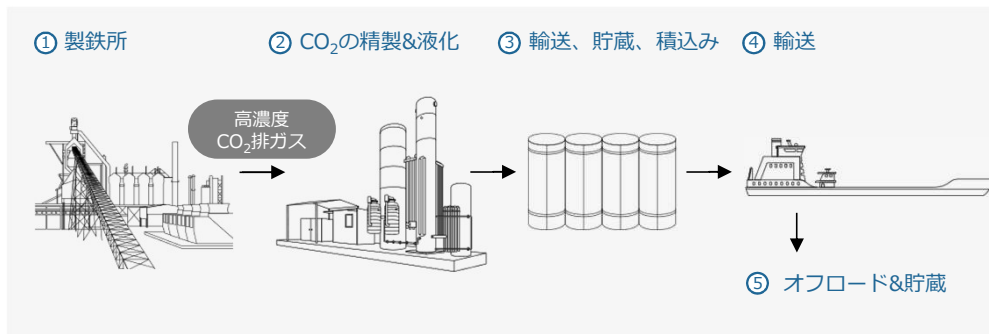 ① 製鉄所
② CO₂の精製&液化
③ 輸送、貯蔵、積込み
④ 輸送
高濃度
CO₂排ガス
⑤ オフロード&貯蔵